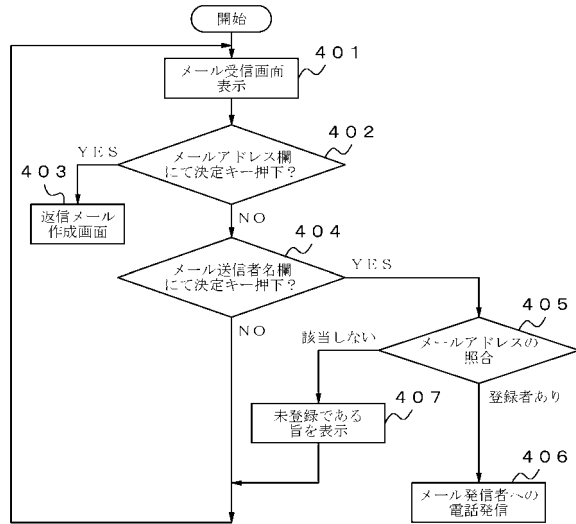 開始
401
メール受信画面
表示
402
メールアドレス欄
にて決定キー押下?
YES
403
返信メール
作成画面
NO
404
メール送信者名欄
にて決定キー押下?
YES
NO
405
メールアドレスの
照合
該当しない
登録者あり
407
未登録である
旨を表示
406
メール発信者への
電話発信